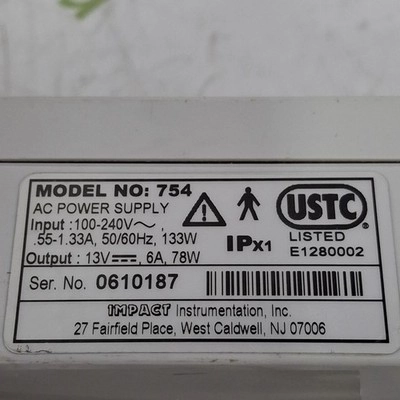 MODEL NO: 754
AC POWER SUPPLY
Input : 100-240V～ ,
.55-1.33A, 50/60Hz, 133W
Output : 13V⎓, 6A, 78W
IPX1
USTC
LISTED
E1280002
Ser. No. 0610187
IMPACT Instrumentation, Inc.
27 Fairfield Place, West Caldwell, NJ 07006